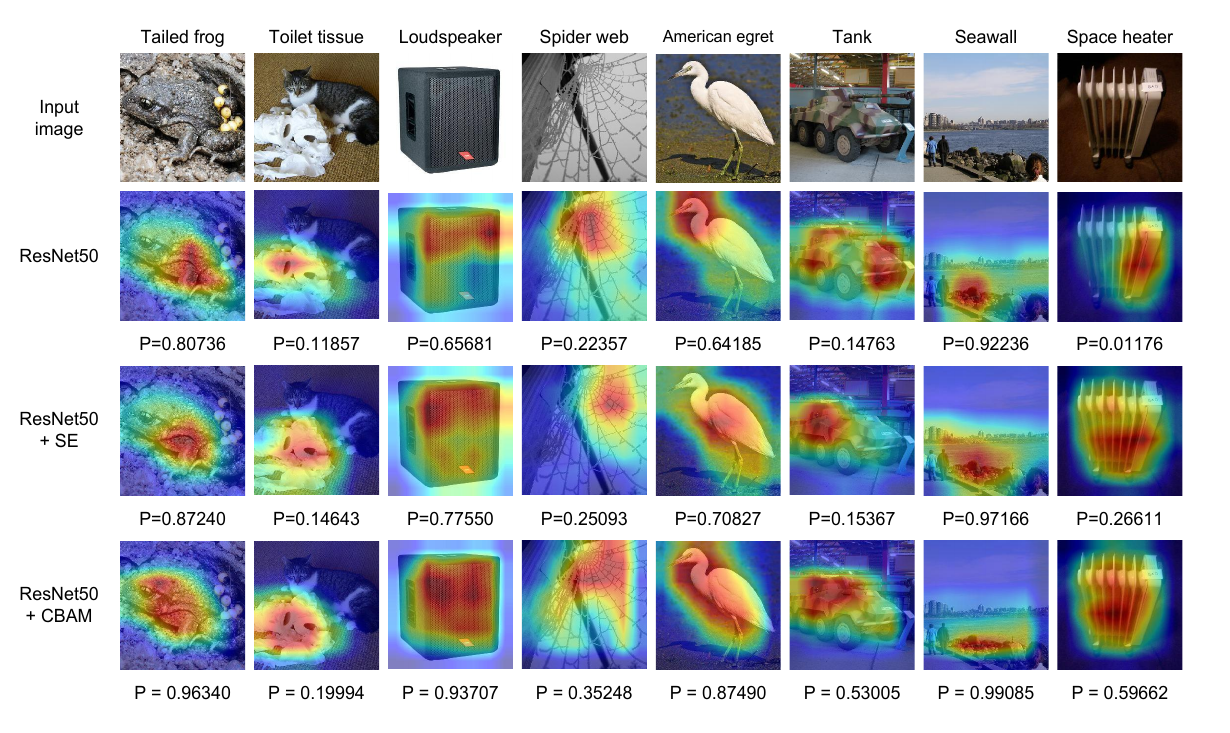 Tailed frog Toilet tissue Loudspeaker Spider web American egret Tank Seawall Space heater
Input
image
ResNet50
P=0.80736 P=0.11857 P=0.65681 P=0.22357 P=0.64185 P=0.14763 P=0.92236 P=0.01176
ResNet50
+ SE
P=0.87240 P=0.14643 P=0.77550 P=0.25093 P=0.70827 P=0.15367 P=0.97166 P=0.26611
ResNet50
+ CBAM
P = 0.96340 P = 0.19994 P = 0.93707 P = 0.35248 P = 0.87490 P = 0.53005 P = 0.99085 P = 0.59662